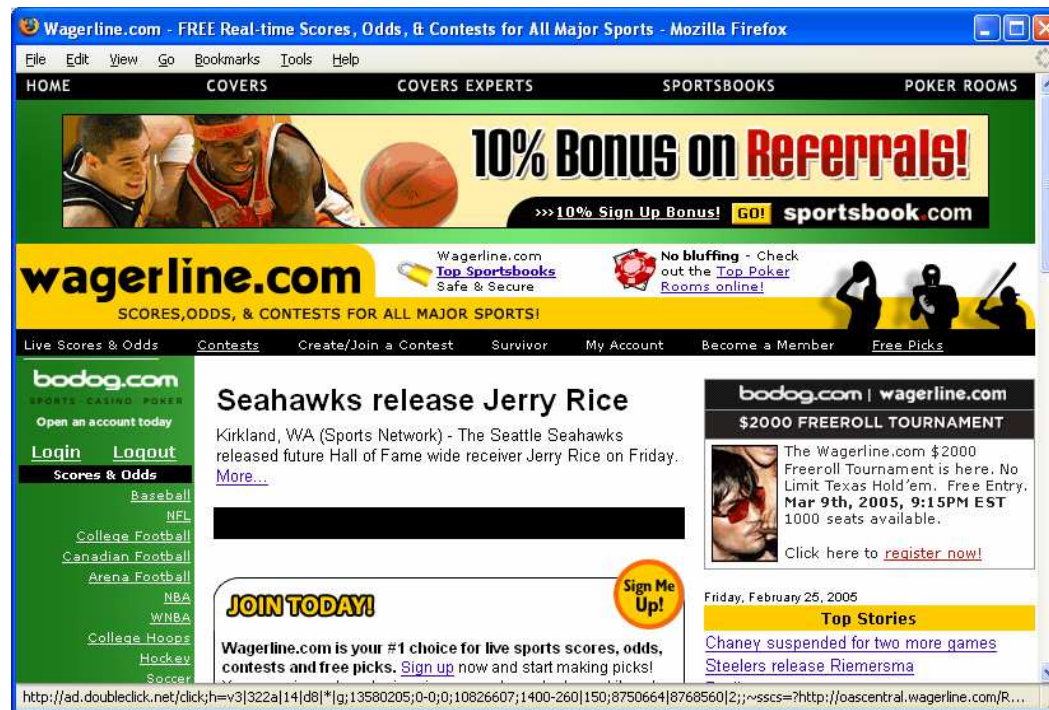 Wagerline.com - FREE Real-time Scores, Odds, & Contests for All Major Sports - Mozilla Firefox
File Edit View Go Bookmarks Tools Help
HOME COVERS COVERS EXPERTS SPORTSBOOKS POKER ROOMS
10% Bonus on Referrals!
>>>10% Sign Up Bonus! GO! sportsbook.com
wagerline.com
SCORES,ODDS, & CONTESTS FOR ALL MAJOR SPORTS!
Wagerline.com
Top Sportsbooks
Safe & Secure
No bluffing - Check
out the Top Poker
Rooms online!
Live Scores & Odds Contests Create/Join a Contest Survivor My Account Become a Member Free Picks
bodog.com
SPORTS · CASINO POKER
Open an account today
Login Logout
Scores & Odds
Baseball
NFL
College Football
Canadian Football
Arena Football
NBA
WNBA
College Hoops
Hockey
Soccer
Seahawks release Jerry Rice
Kirkland, WA (Sports Network) - The Seattle Seahawks
released future Hall of Fame wide receiver Jerry Rice on Friday.
More...
JOIN TODAY!
Sign Me
Up!
Wagerline.com is your #1 choice for live sports scores, odds,
contests and free picks. Sign up now and start making picks!
bodog.com | wagerline.com
$2000 FREEROLL TOURNAMENT
The Wagerline.com $2000
Freeroll Tournament is here. No
Limit Texas Hold'em. Free Entry.
Mar 9th, 2005, 9:15PM EST
1000 seats available.
Click here to register now!
Friday, February 25, 2005
Top Stories
Chaney suspended for two more games
Steelers release Riemersma
http://ad.doubleclick.net/click;h=v3|322a|14|d8|*|g;13580205;0-0;0;10826607;1400-260|150;8750664|8768560|2;;~sscs=?http://oascentral.wagerline.com/R...